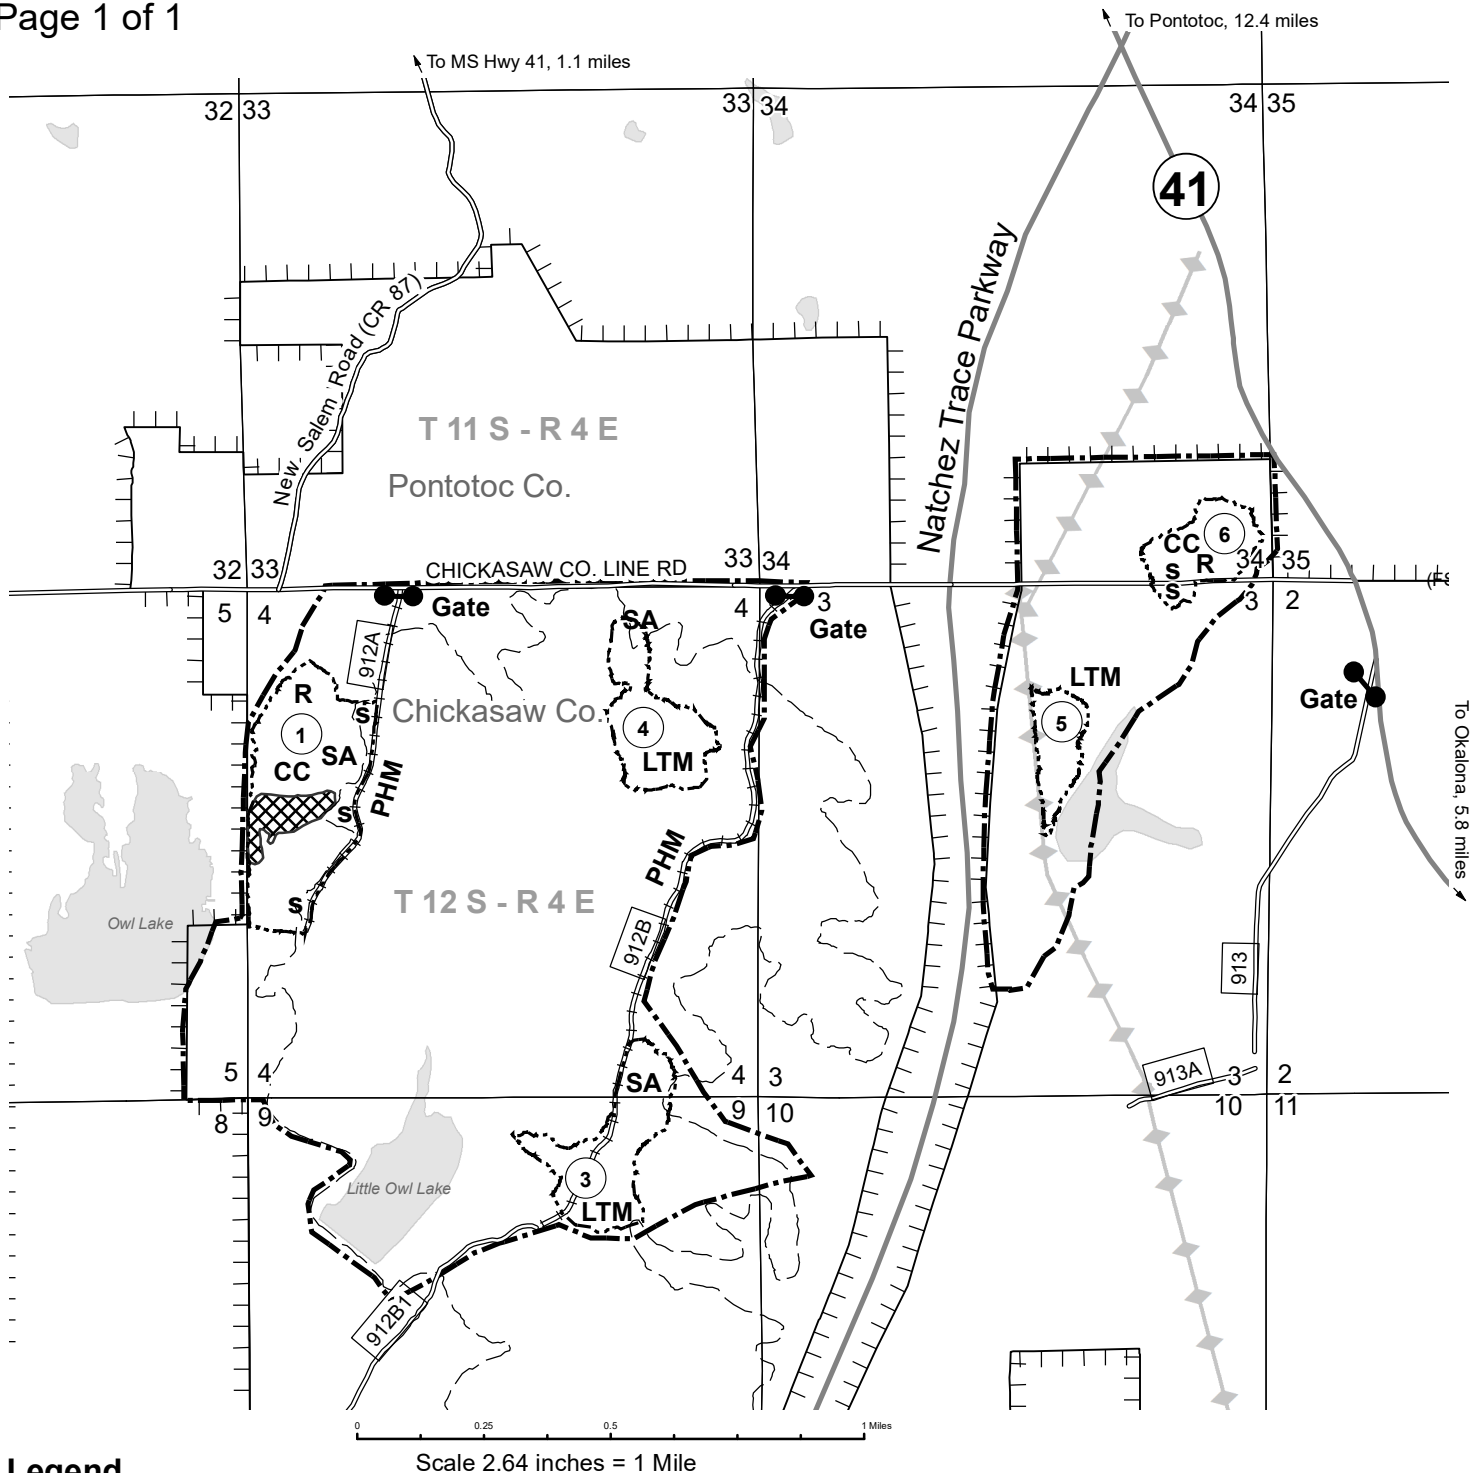 Page 1 of 1
To Pontotoc, 12.4 miles
To MS Hwy 41, 1.1 miles
32 33
33 34
34 35
41
Natchez Trace Parkway
New Salem Road (CR 87)
T 11 S - R 4 E
Pontotoc Co.
6
CC
R
S
S
34 35
33 34
32 33
CHICKASAW CO. LINE RD
5 4
Gate
4 3
Gate
3 2
912A
SA
R
S
1
SA
CC
S
S
PHM
Chickasaw Co.
4
LTM
LTM
5
Gate
To Okalona, 5.8 miles
PHM
T 12 S - R 4 E
912B
Owl Lake
913
913A
5 4
8 9
4 3
9 10
3 2
10 11
SA
3
LTM
Little Owl Lake
912B1
0 0.25 0.5 1 Miles
Scale 2.64 inches = 1 Mile
Legend